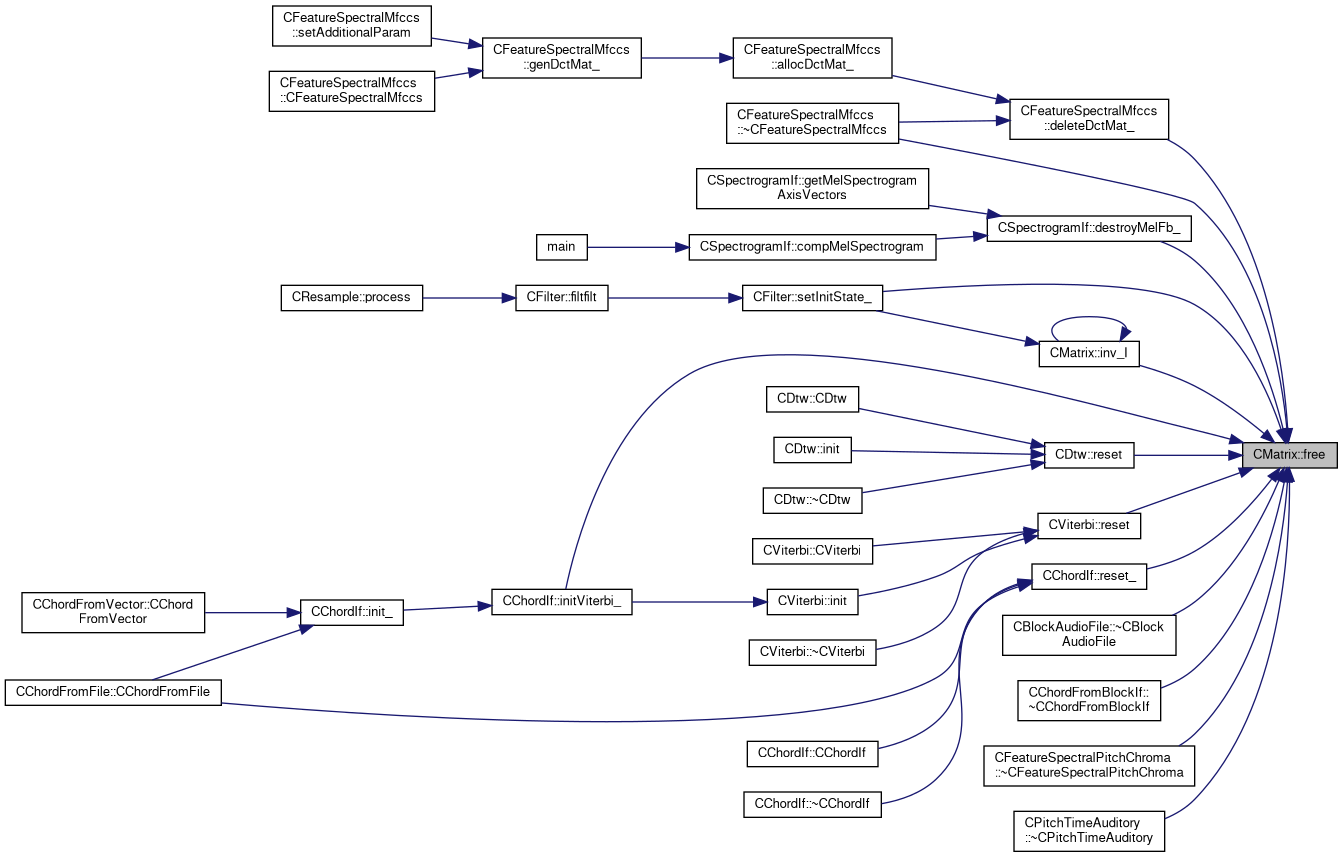 CFeatureSpectralMfccs
::setAdditionalParam
CFeatureSpectralMfccs
::genDctMat_
CFeatureSpectralMfccs
::allocDctMat_
CFeatureSpectralMfccs
::CFeatureSpectralMfccs
CFeatureSpectralMfccs
::~CFeatureSpectralMfccs
CFeatureSpectralMfccs
::deleteDctMat_
CSpectrogramIf::getMelSpectrogram
AxisVectors
CSpectrogramIf::destroyMelFb_
main
CSpectrogramIf::compMelSpectrogram
CResample::process
CFilter::filtfilt
CFilter::setInitState_
CMatrix::inv_I
CDtw::CDtw
CDtw::init
CDtw::reset
CMatrix::free
CDtw::~CDtw
CViterbi::reset
CViterbi::CViterbi
CChordIf::reset_
CChordFromVector::CChord
FromVector
CChordIf::init_
CChordIf::initViterbi_
CViterbi::init
CBlockAudioFile::~CBlock
AudioFile
CViterbi::~CViterbi
CChordFromFile::CChordFromFile
CChordFromBlockIf::
~CChordFromBlockIf
CChordIf::CChordIf
CFeatureSpectralPitchChroma
::~CFeatureSpectralPitchChroma
CChordIf::~CChordIf
CPitchTimeAuditory
::~CPitchTimeAuditory